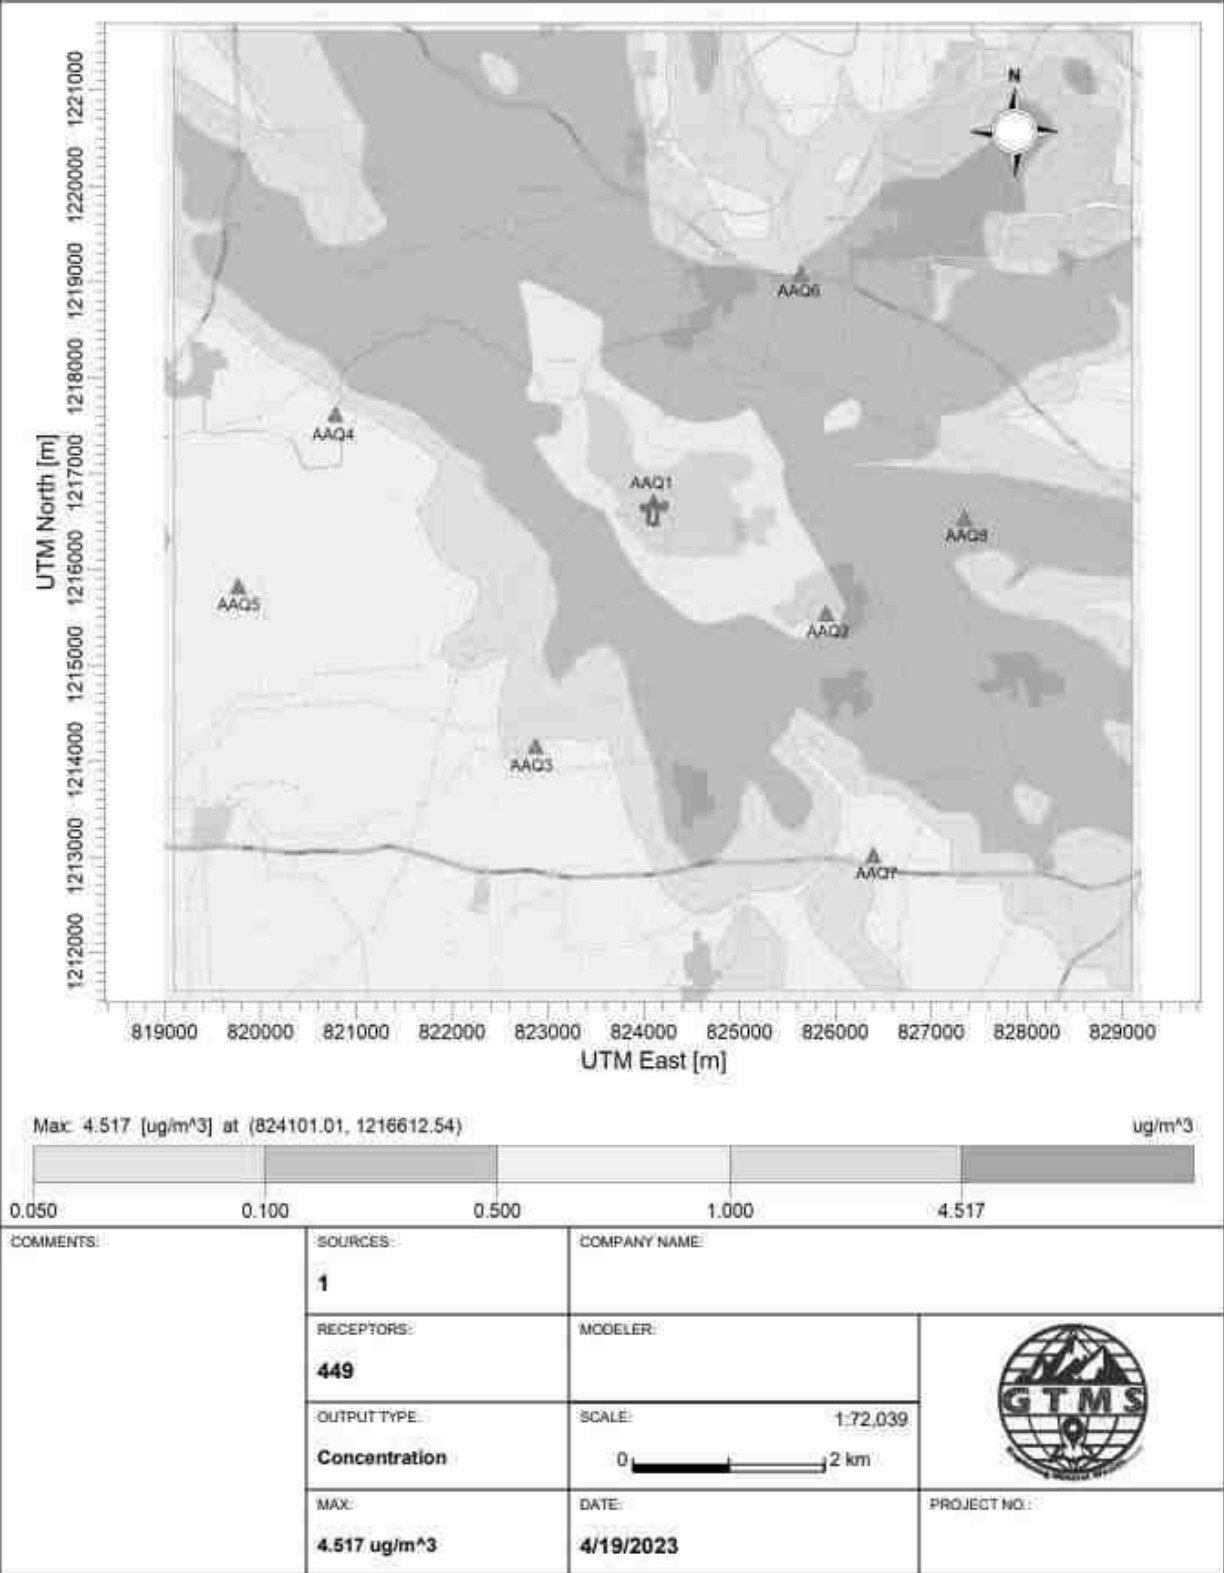 1221000
1220000
1219000
1218000
1217000
1216000
1215000
1214000
1213000
1212000
UTM North [m]
N
AAQ6
AAQ4
AAQ1
AAQ8
AAQ5
AAQ2
AAQ3
AAQ7
819000 820000 821000 822000 823000 824000 825000 826000 827000 828000 829000
UTM East [m]
Max: 4.517 [ug/m^3] at (824101.01, 1216612.54)
ug/m^3
0.050 0.100 0.500 1.000 4.517
COMMENTS:
SOURCES:
1
COMPANY NAME:
RECEPTORS:
449
MODELER:
OUTPUT TYPE:
Concentration
SCALE: 1:72,039
0 2 km
GTMS
MAX:
4.517 ug/m^3
DATE:
4/19/2023
PROJECT NO.: